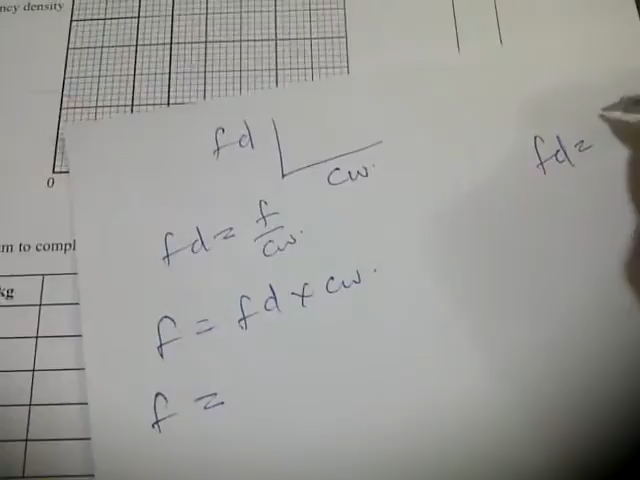 ncy density
0
fd
cw.
fd =
fd = f/cw.
m to compl
kg
f = fd x cw.
f =